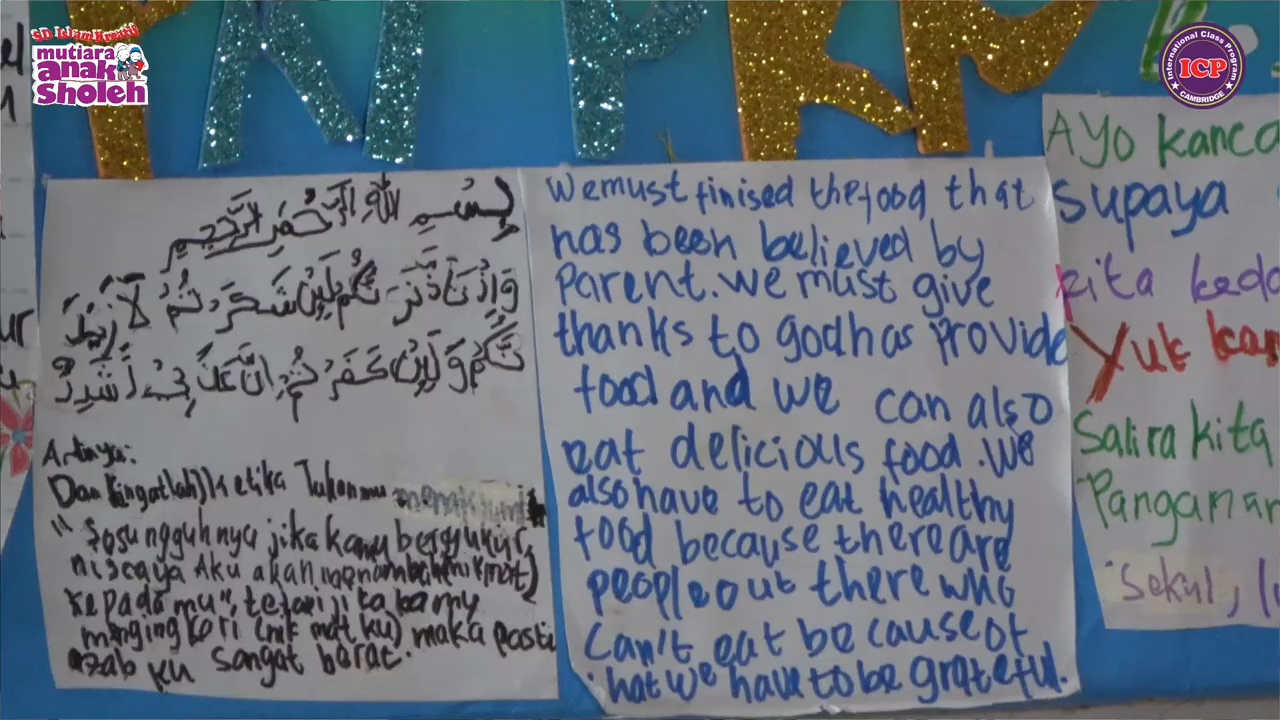 SD Islam Kreatif
mutiara
anak
sholeh
International Class Program
ICP
CAMBRIDGE
بِسْمِ اللّٰهِ الرَّحْمٰنِ الرَّحِيْمِ
وَاِذْ تَاَذَّنَ رَبُّكُمْ لَىِٕنْ شَكَرْتُمْ لَاَزِيْدَ
نَّكُمْ وَلَىِٕنْ كَفَرْتُمْ اِنَّ عَذَابِيْ لَشَدِيْدٌ
Artinya:
Dan (ingatlah) ketika Tuhanmu
"Sesungguhnya jika kamu bersyukur,
niscaya Aku akan menambah (nikmat)
kepadamu", tetapi jika kamu
mengingkari (nikmatku) maka pasti
azab ku sangat berat.
We must finised the food that
has been believed by
Parent. we must give
thanks to god has Provide
food and we can also
eat delicious food. We
also have to eat healthy
food because there are
people out there who
can't eat be cause of
that we have to be grateful.
Ayo kanca
supaya
kita
Yuk
Salira kita
Panganan
Sekul,